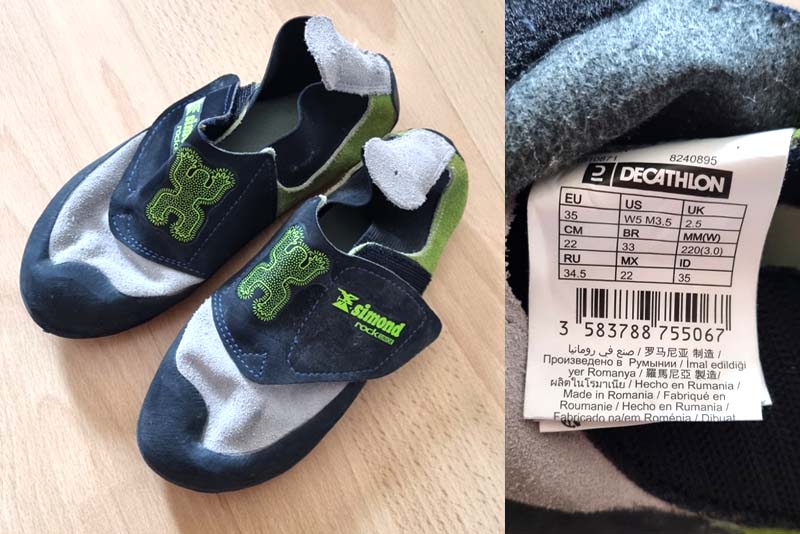 simond
rock
simond
rock
8240895
DECATHLON
EU US UK
35 W5 M3.5 2.5
CM BR MM(W)
22 33 220(3.0)
RU MX ID
34.5 22 35
3 583788 755067
صنع في رومانيا / 罗马尼亚 制造 /
Произведено в Румынии / Imal edildiği
yer Romanya / 羅馬尼亞 製造/
ผลิตในโรมาเนีย / Hecho en Rumania /
Made in Romania / Fabriqué en
Roumanie / Hecho en Rumania /
Fabricado na/em Roménia / Dibuat